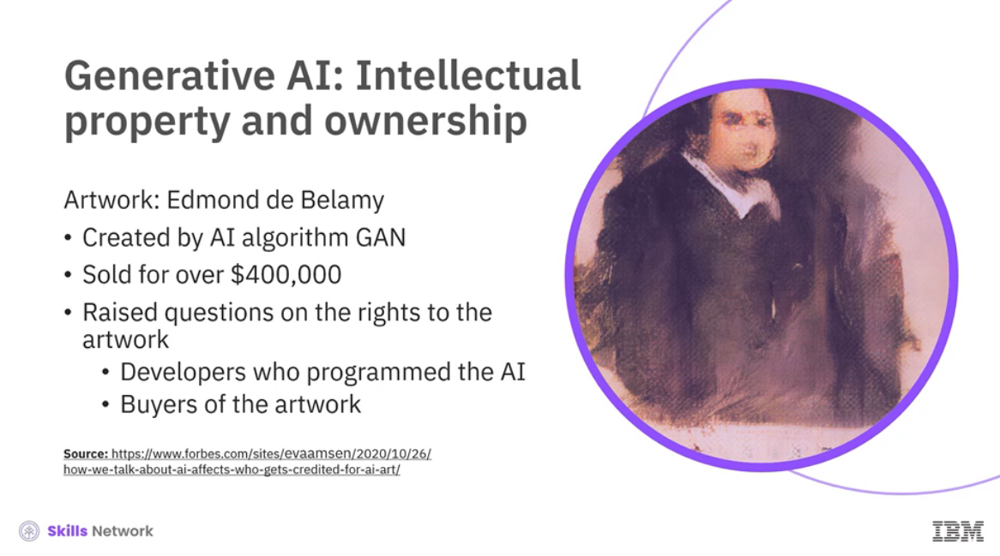 Generative AI: Intellectual
property and ownership
Artwork: Edmond de Belamy
• Created by AI algorithm GAN
• Sold for over $400,000
• Raised questions on the rights to the
artwork
• Developers who programmed the AI
• Buyers of the artwork
Source: https://www.forbes.com/sites/evaamsen/2020/10/26/
how-we-talk-about-ai-affects-who-gets-credited-for-ai-art/
Skills Network
IBM